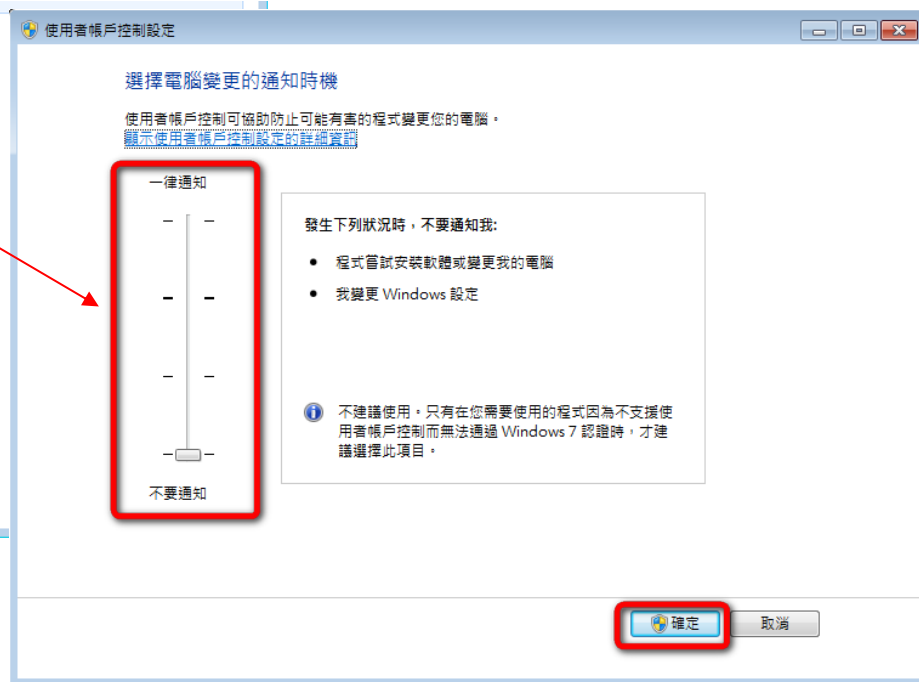 使用者帳戶控制設定
選擇電腦變更的通知時機
使用者帳戶控制可協助防止可能有害的程式變更您的電腦。
顯示使用者帳戶控制設定的詳細資訊
一律通知
發生下列狀況時，不要通知我:
● 程式嘗試安裝軟體或變更我的電腦
● 我變更 Windows 設定
不建議使用。只有在您需要使用的程式因為不支援使
用者帳戶控制而無法通過 Windows 7 認證時，才建
議選擇此項目。
不要通知
確定
取消